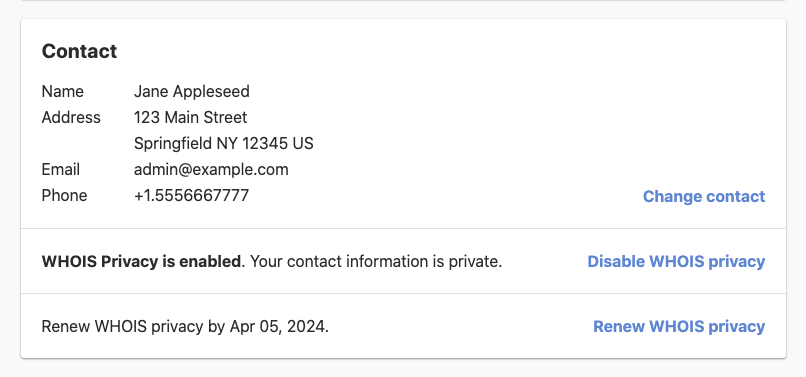 Contact
Name Jane Appleseed
Address 123 Main Street
Springfield NY 12345 US
Email admin@example.com
Phone +1.5556667777
Change contact
WHOIS Privacy is enabled. Your contact information is private.
Disable WHOIS privacy
Renew WHOIS privacy by Apr 05, 2024.
Renew WHOIS privacy